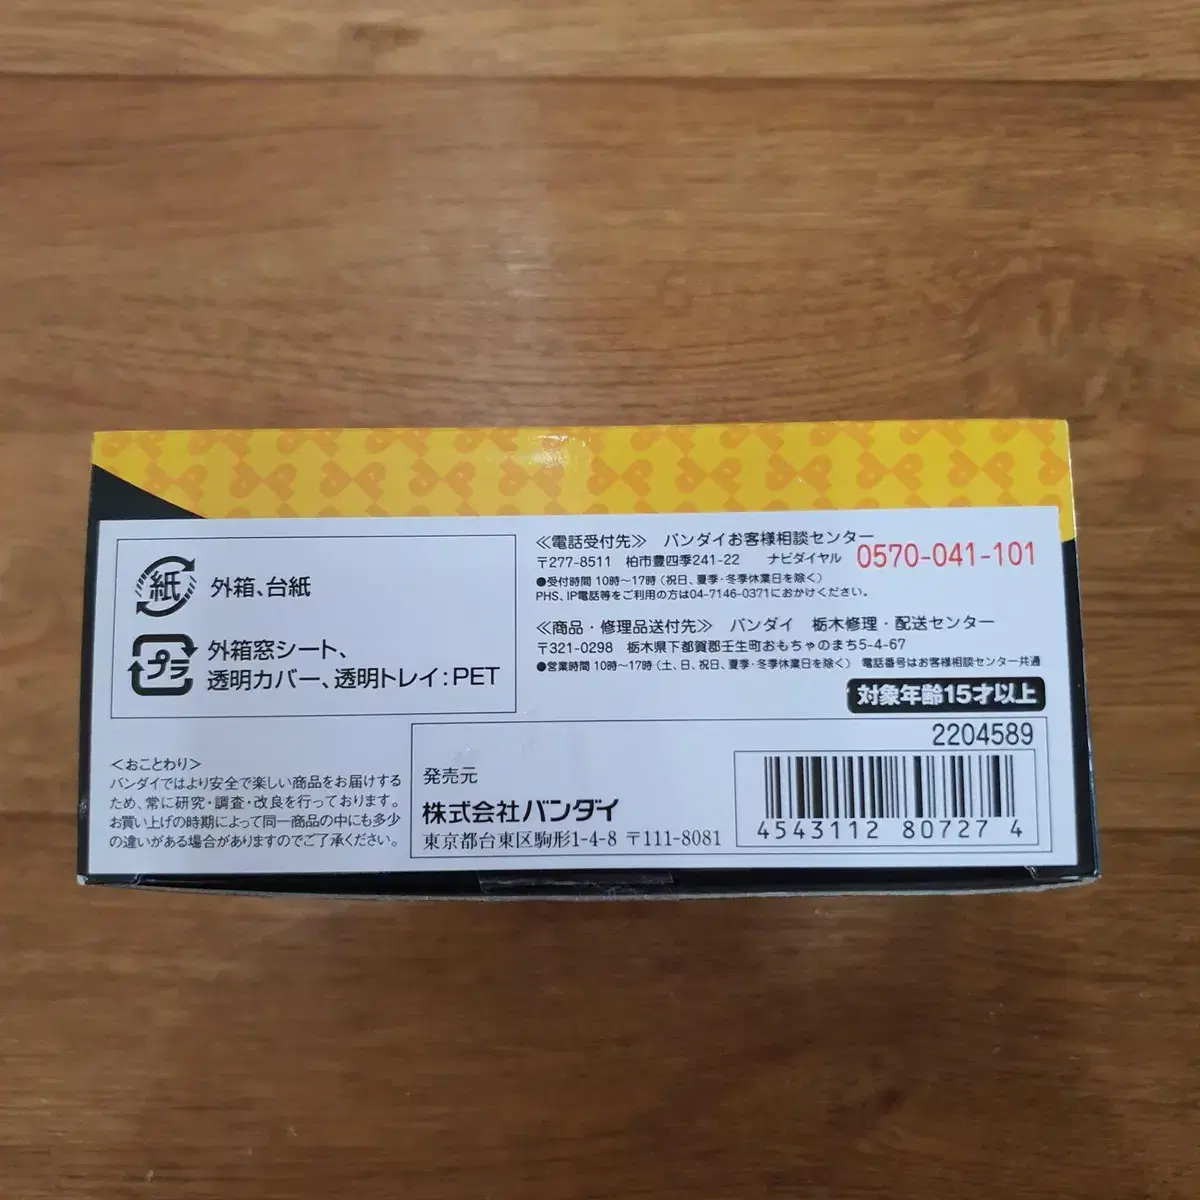 紙
外箱、台紙
プラ
外箱窓シート、
透明カバー、透明トレイ:PET
≪電話受付先≫ バンダイお客様相談センター
〒277-8511 柏市豊四季241-22 ナビダイヤル 0570-041-101
●受付時間 10時〜17時(祝日、夏季・冬季休業日を除く)
PHS、IP電話等をご利用の方は04-7146-0371におかけください。
≪商品・修理品送付先≫ バンダイ 栃木修理・配送センター
〒321-0298 栃木県下都賀郡壬生町おもちゃのまち5-4-67
●営業時間 10時〜17時(土、日、祝日、夏季・冬季休業日を除く) 電話番号はお客様相談センター共通
対象年齢15才以上
<おことわり>
バンダイではより安全で楽しい商品をお届けする
ため、常に研究・調査・改良を行っております。
お買い上げの時期によって同一商品の中にも多少
の違いがある場合がありますのでご了承ください。
発売元
株式会社バンダイ
東京都台東区駒形1-4-8 〒111-8081
2204589
4543112 807274